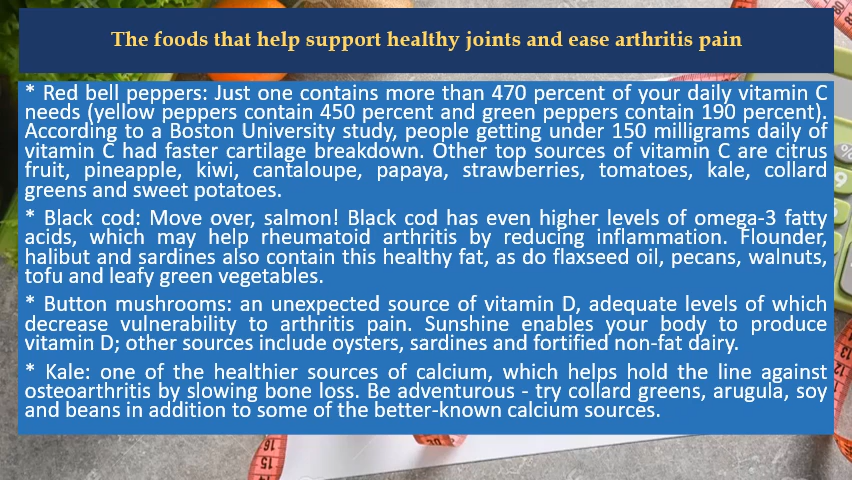 The foods that help support healthy joints and ease arthritis pain
* Red bell peppers: Just one contains more than 470 percent of your daily vitamin C
needs (yellow peppers contain 450 percent and green peppers contain 190 percent).
According to a Boston University study, people getting under 150 milligrams daily of
vitamin C had faster cartilage breakdown. Other top sources of vitamin C are citrus
fruit, pineapple, kiwi, cantaloupe, papaya, strawberries, tomatoes, kale, collard
greens and sweet potatoes.
* Black cod: Move over, salmon! Black cod has even higher levels of omega-3 fatty
acids, which may help rheumatoid arthritis by reducing inflammation. Flounder,
halibut and sardines also contain this healthy fat, as do flaxseed oil, pecans, walnuts,
tofu and leafy green vegetables.
* Button mushrooms: an unexpected source of vitamin D, adequate levels of which
decrease vulnerability to arthritis pain. Sunshine enables your body to produce
vitamin D; other sources include oysters, sardines and fortified non-fat dairy.
* Kale: one of the healthier sources of calcium, which helps hold the line against
osteoarthritis by slowing bone loss. Be adventurous - try collard greens, arugula, soy
and beans in addition to some of the better-known calcium sources.
16
15